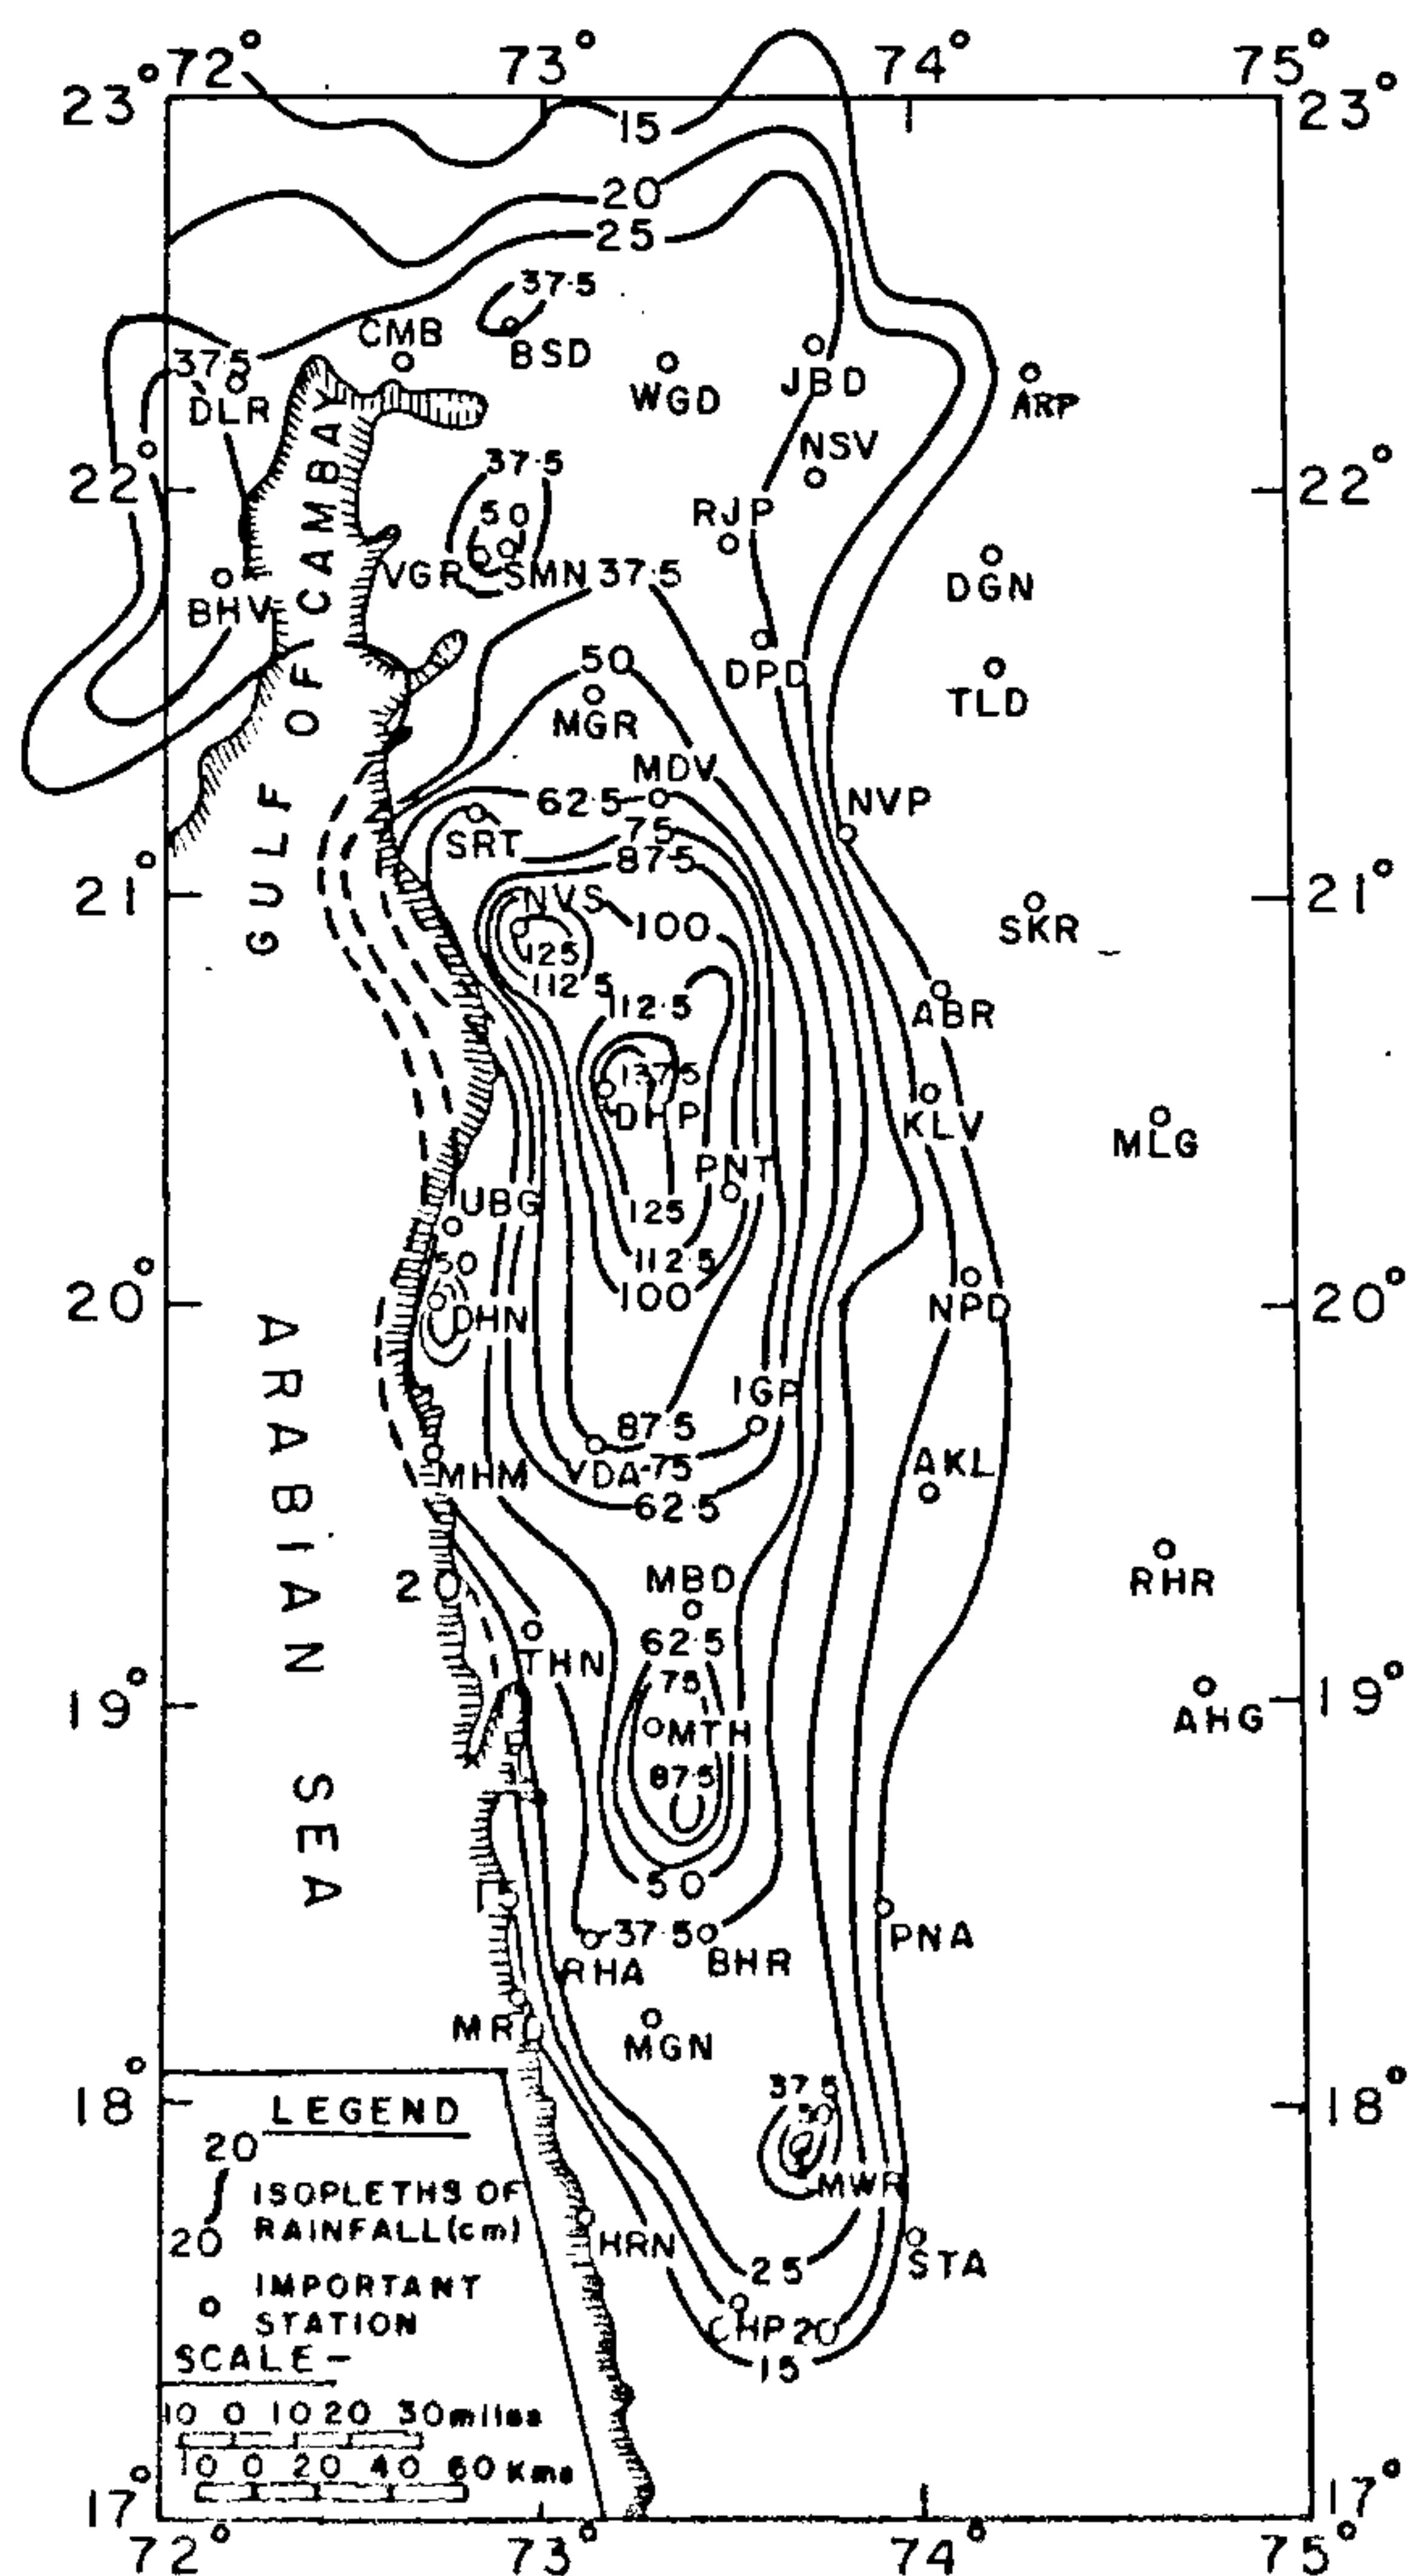 72° 73° 74° 75°
23° 23°
15
20
25
37.5
CMB
BSD
37.5
DLR
WGD
JBD
ARP
NSV
37.5
22° 22°
50
RJP
VGR SMN 37.5
DGN
BHV
GULF OF CAMBAY
50
DPD
TLD
MGR
MDV
62.5
NVP
SRT
75
87.5
21° 21°
NVS
100
SKR
125
112.5
112.5
ABR
137.5
DHP
KLV
MLG
PNT
UBG
125
50
112.5
20° 20°
100
DHN
NPD
ARABIAN SEA
IGP
87.5
AKL
MHM VDA 75
62.5
MBD
2
RHR
62.5
THN
75
19° 19°
MTH
AHG
87.5
50
37.5
PNA
RHA BHR
MRD
MGN
18° 18°
37.5
50
MWR
HRN
STA
25
CHP 20
15
LEGEND
20
20
ISOPLETHS OF
RAINFALL (cm)
IMPORTANT
STATION
SCALE -
10 0 10 20 30 miles
10 0 20 40 60 Kms
17° 17°
72° 73° 74° 75°